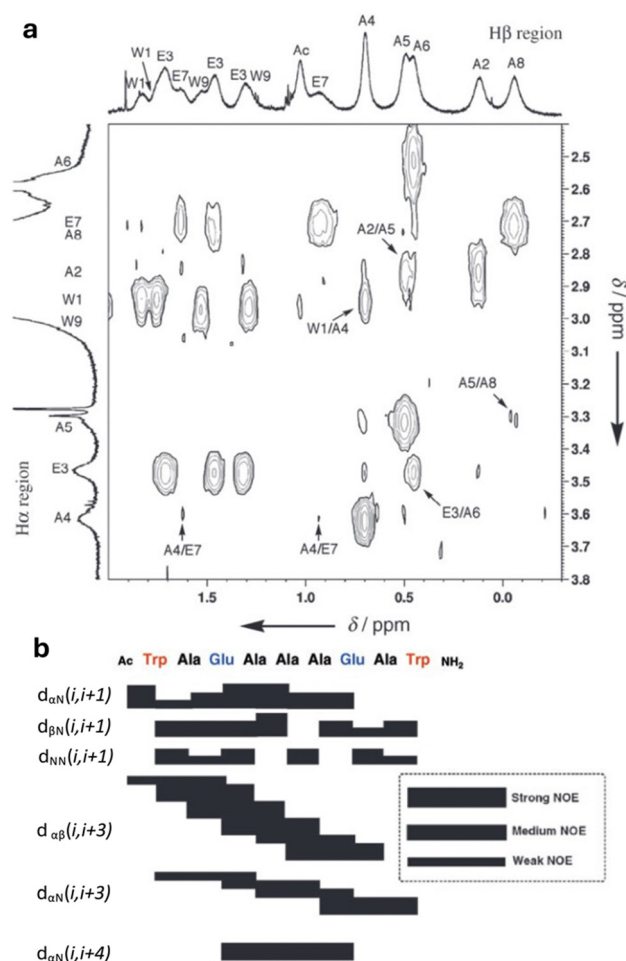 a
Hβ region
A4
W1
E3
E3
Ac
A5
A6
W1
E7
W9
E3
W9
E7
A2
A8
A6
E7
A8
A2
W1
W9
A5
E3
A4
Hα region
A2/A5
W1/A4
A5/A8
E3/A6
A4/E7
A4/E7
2.5
2.6
2.7
2.8
2.9
3.0
3.1
3.2
3.3
3.4
3.5
3.6
3.7
3.8
δ / ppm
1.5
1.0
0.5
0.0
δ / ppm
b
Ac Trp Ala Glu Ala Ala Ala Glu Ala Trp NH₂
dαN(i,i+1)
dβN(i,i+1)
dNN(i,i+1)
dαβ(i,i+3)
dαN(i,i+3)
dαN(i,i+4)
Strong NOE
Medium NOE
Weak NOE